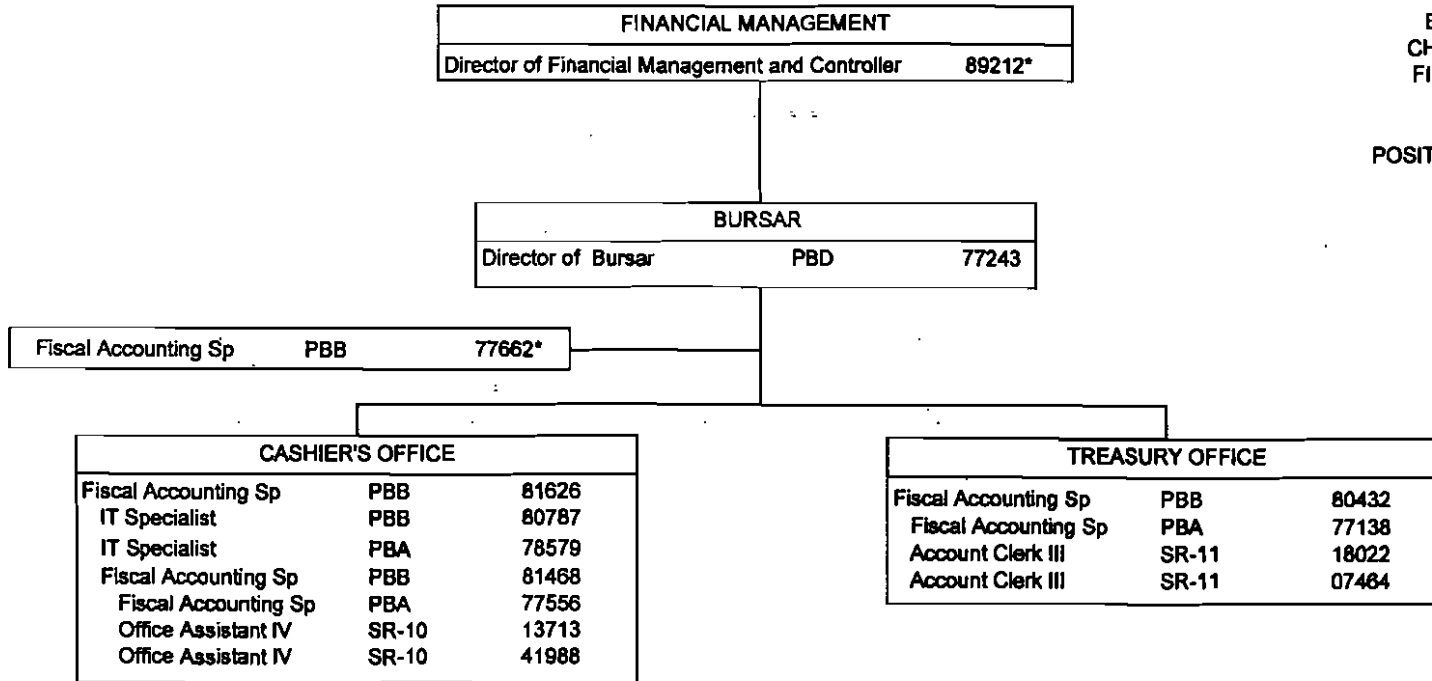 FINANCIAL MANAGEMENT
Director of Financial Management and Controller 89212*
POSIT
BURSAR
Director of Bursar PBD 77243
Fiscal Accounting Sp PBB 77662*
CASHIER'S OFFICE
Fiscal Accounting Sp PBB 81626
IT Specialist PBB 80787
IT Specialist PBA 78579
Fiscal Accounting Sp PBB 81468
Fiscal Accounting Sp PBA 77556
Office Assistant IV SR-10 13713
Office Assistant IV SR-10 41988
TREASURY OFFICE
Fiscal Accounting Sp PBB 80432
Fiscal Accounting Sp PBA 77138
Account Clerk III SR-11 18022
Account Clerk III SR-11 07464